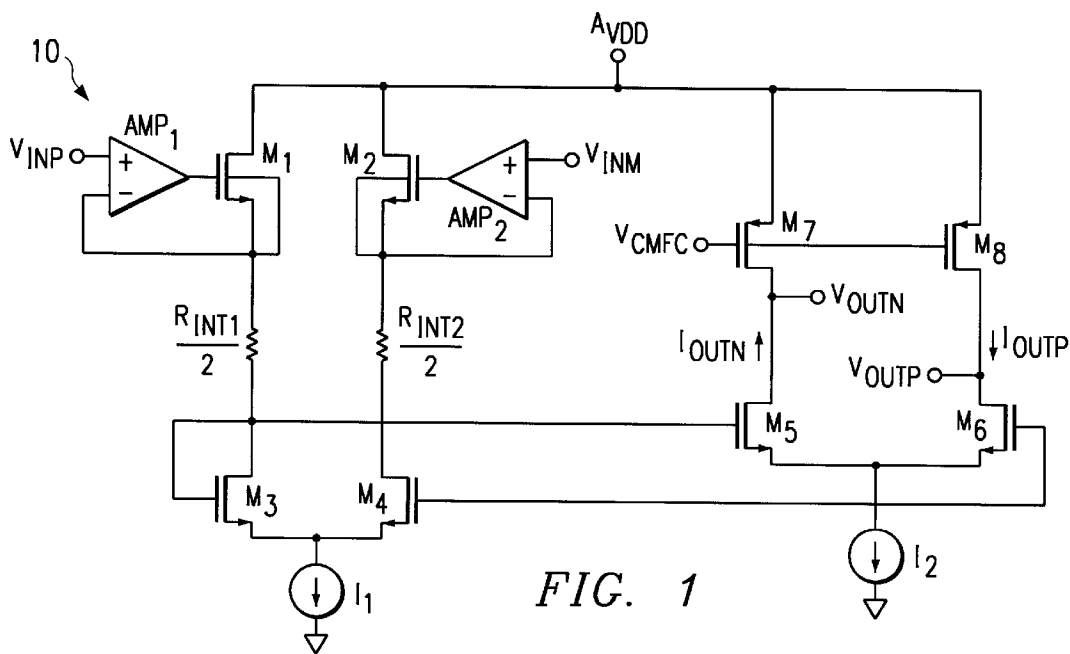 A_VDD
10
AMP_1
V_INP
+
−
M_1
M_2
+
−
V_INM
AMP_2
V_CMFC
M_7
M_8
V_OUTN
R_INT1
2
R_INT2
2
I_OUTN
I_OUTP
V_OUTP
M_5
M_6
M_3
M_4
I_1
I_2
FIG. 1